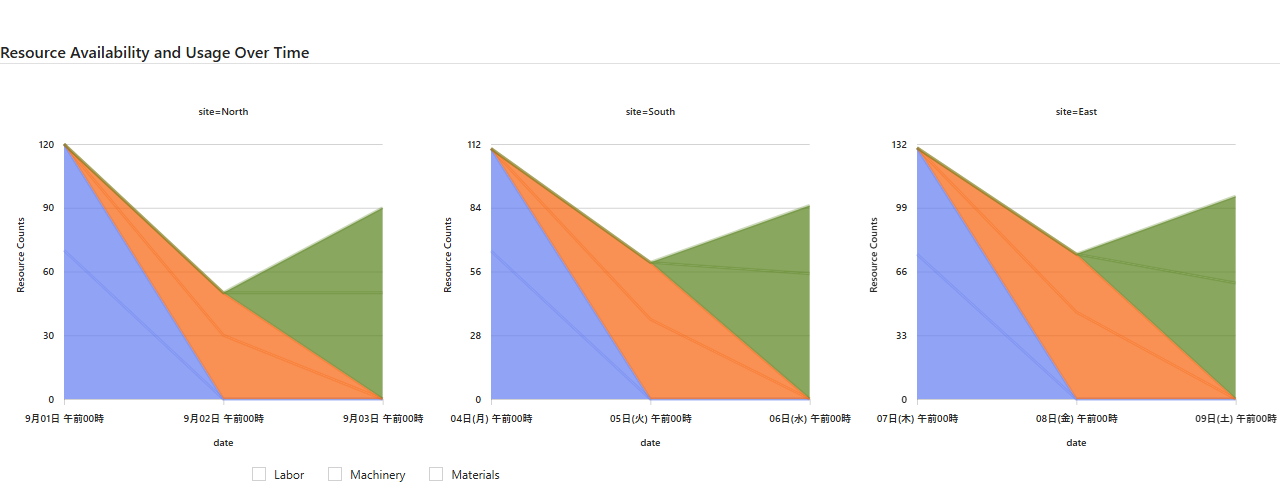 Resource Availability and Usage Over Time
site=North
120
90
60
30
0
Resource Counts
9月01日 午前00時
9月02日 午前00時
9月03日 午前00時
date
site=South
112
84
56
28
0
Resource Counts
04日(月) 午前00時
05日(火) 午前00時
06日(水) 午前00時
date
site=East
132
99
66
33
0
Resource Counts
07日(木) 午前00時
08日(金) 午前00時
09日(土) 午前00時
date
Labor Machinery Materials